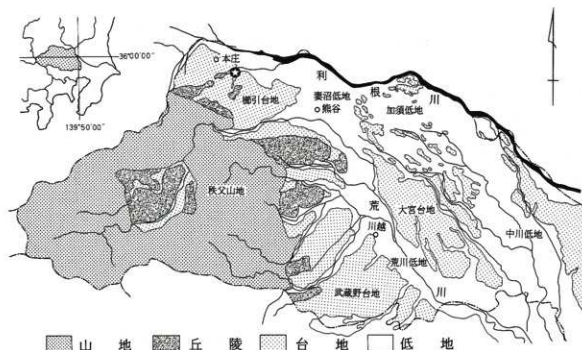 36°00′00″
139°50′00″
本庄
櫛引台地
利根川
妻沼低地
熊谷
加須低地
秩父山地
荒川
大宮台地
川越
荒川低地
中川低地
武蔵野台地
山地 丘陵 台地 低地